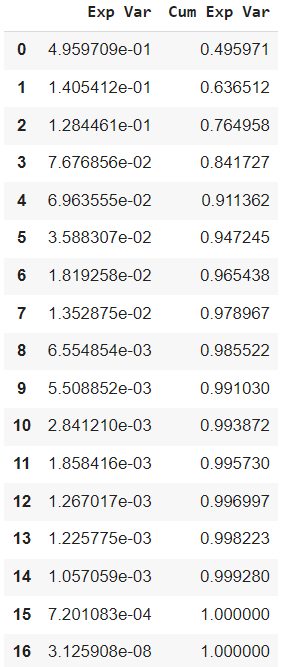 Exp Var Cum Exp Var
0 4.959709e-01 0.495971
1 1.405412e-01 0.636512
2 1.284461e-01 0.764958
3 7.676856e-02 0.841727
4 6.963555e-02 0.911362
5 3.588307e-02 0.947245
6 1.819258e-02 0.965438
7 1.352875e-02 0.978967
8 6.554854e-03 0.985522
9 5.508852e-03 0.991030
10 2.841210e-03 0.993872
11 1.858416e-03 0.995730
12 1.267017e-03 0.996997
13 1.225775e-03 0.998223
14 1.057059e-03 0.999280
15 7.201083e-04 1.000000
16 3.125908e-08 1.000000